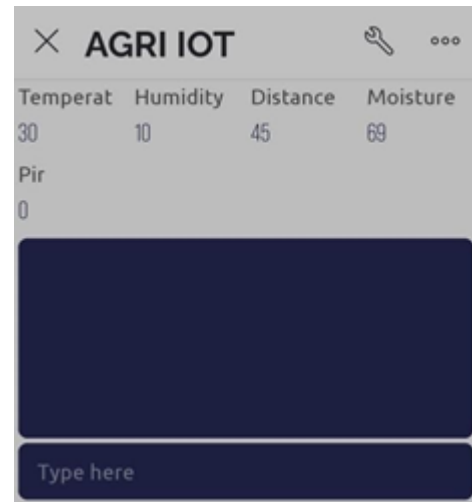 AGRI IOT
Temperat Humidity Distance Moisture
30 10 45 69
Pir
0
Type here